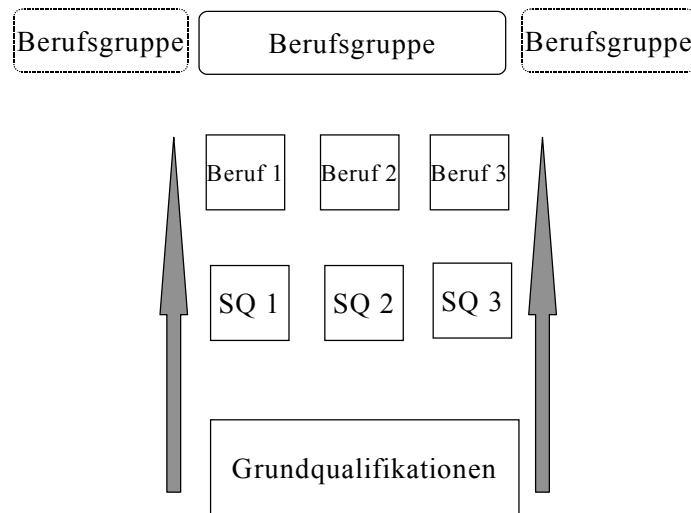 Berufsgruppe Berufsgruppe Berufsgruppe
Beruf 1 Beruf 2 Beruf 3
SQ 1 SQ 2 SQ 3
Grundqualifikationen